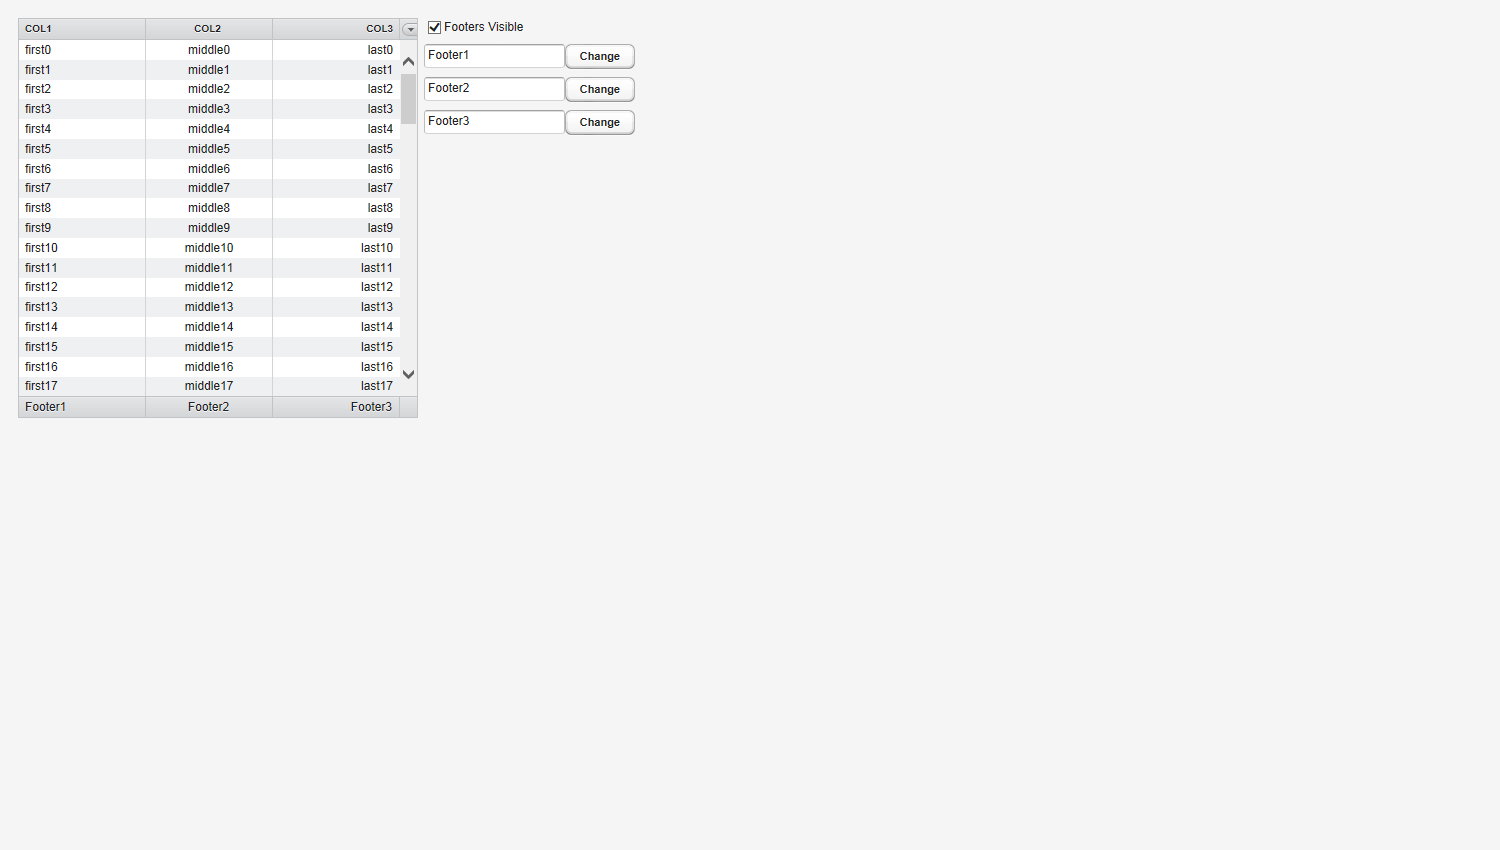 COL1 COL2 COL3 Footers Visible
first0 middle0 last0
Footer1 Change
first1 middle1 last1
first2 middle2 last2 Footer2 Change
first3 middle3 last3
first4 middle4 last4 Footer3 Change
first5 middle5 last5
first6 middle6 last6
first7 middle7 last7
first8 middle8 last8
first9 middle9 last9
first10 middle10 last10
first11 middle11 last11
first12 middle12 last12
first13 middle13 last13
first14 middle14 last14
first15 middle15 last15
first16 middle16 last16
first17 middle17 last17
Footer1 Footer2 Footer3